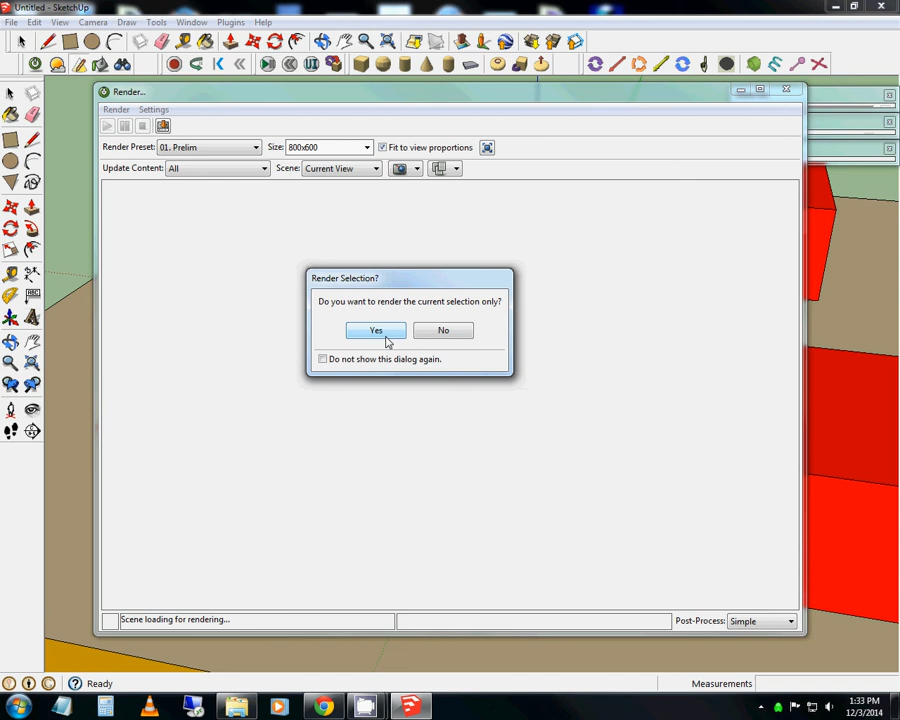 Untitled - SketchUp
File Edit View Camera Draw Tools Window Plugins Help
Render...
Render Settings
Render Preset: 01. Prelim Size: 800x600 Fit to view proportions
Update Content: All Scene: Current View
Render Selection?
Do you want to render the current selection only?
Yes No
Do not show this dialog again.
Scene loading for rendering... Post-Process: Simple
Ready Measurements
1:33 PM
12/3/2014